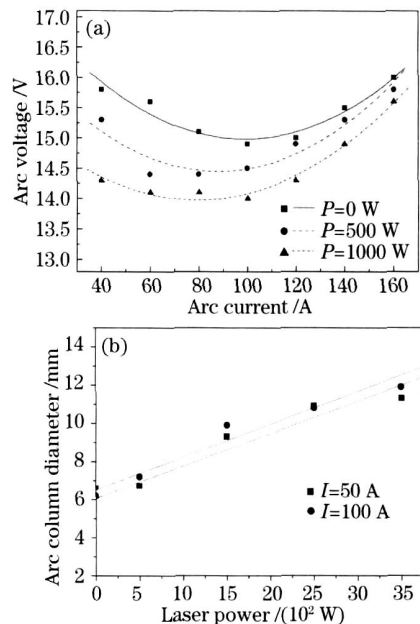 (a)
17.0
16.5
16.0
15.5
15.0
14.5
14.0
13.5
13.0
Arc voltage /V
P=0 W
P=500 W
P=1000 W
40 60 80 100 120 140 160
Arc current /A
(b)
14
12
10
8
6
4
2
Arc column diameter /mm
I=50 A
I=100 A
0 5 10 15 20 25 30 35
Laser power /(10² W)